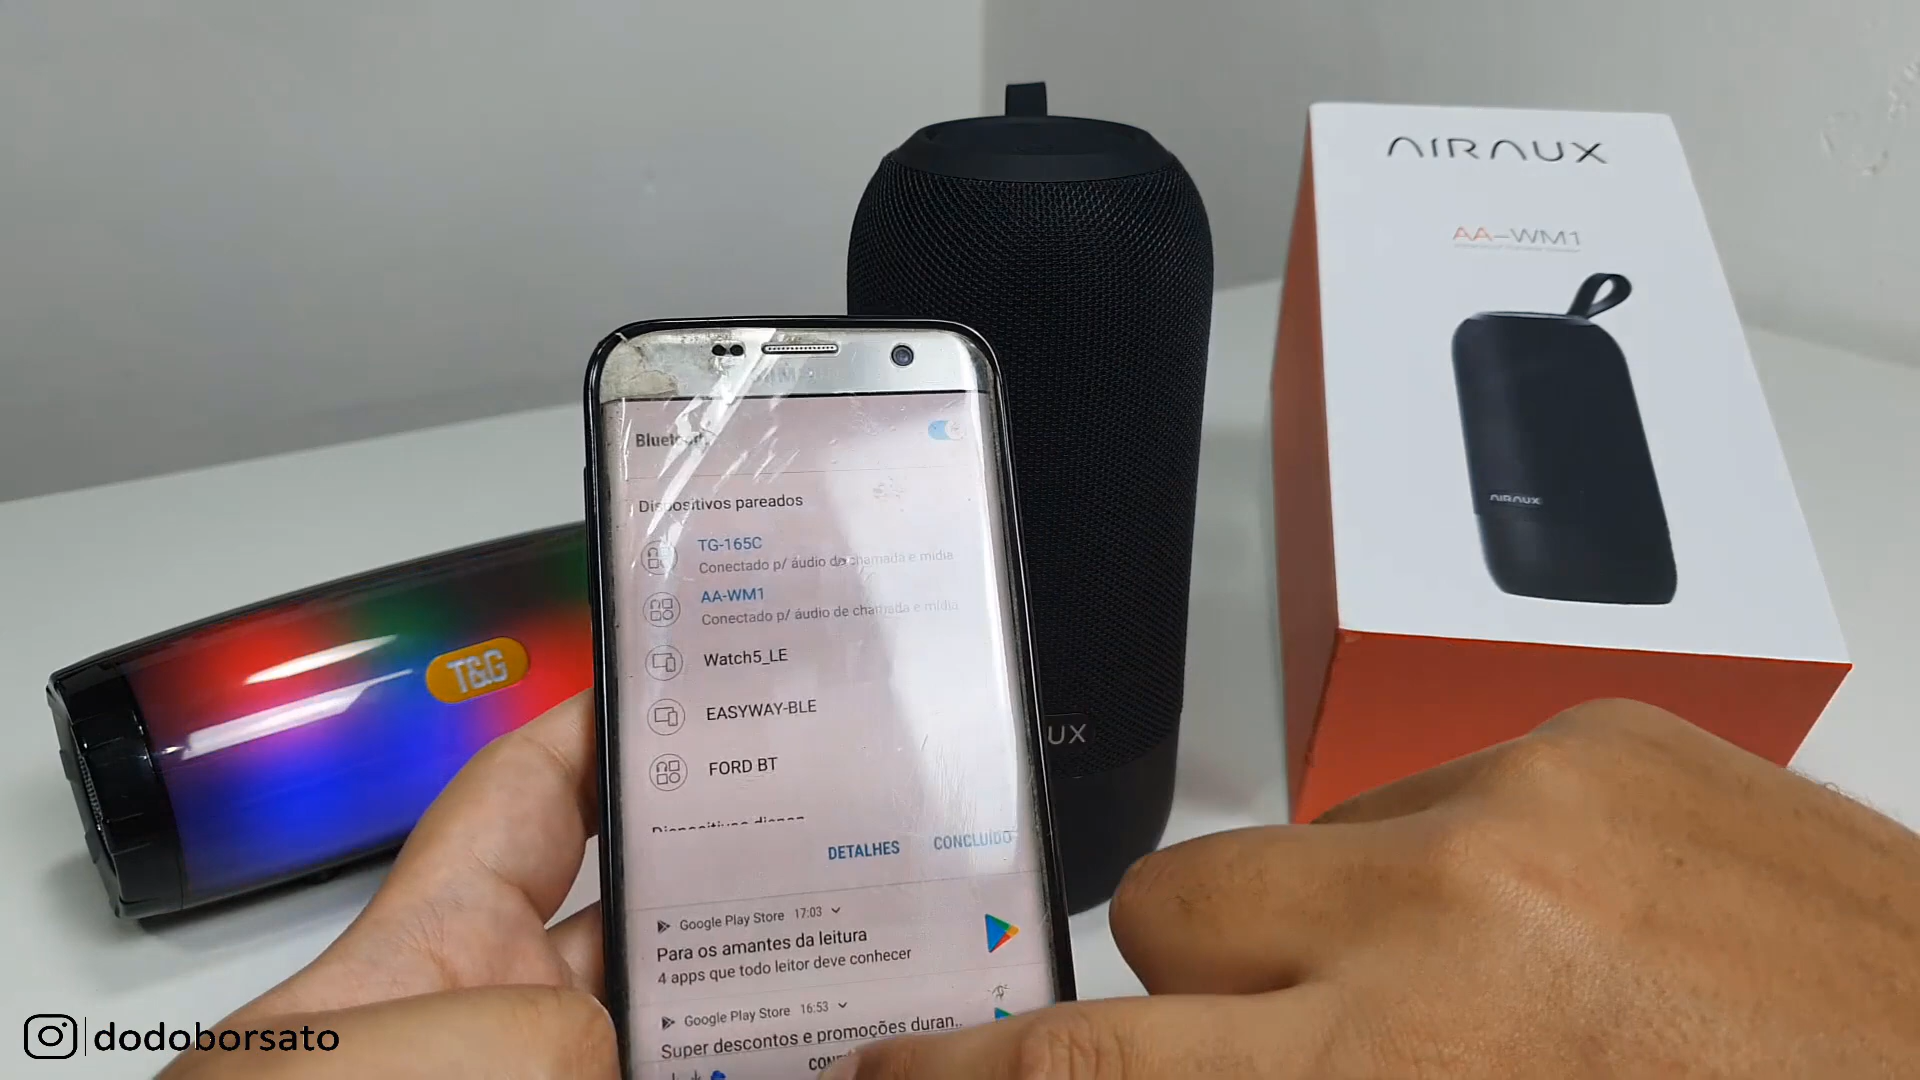 AIRAUX
AA-WM1
AIRAUX
SAMSUNG
Bluetooth
Dispositivos pareados
TG-165C
Conectado p/ áudio de chamada e mídia
AA-WM1
Conectado p/ áudio de chamada e mídia
Watch5_LE
EASYWAY-BLE
FORD BT
DETALHES
CONCLUÍDO
Google Play Store 17:03
Para os amantes da leitura
4 apps que todo leitor deve conhecer
Google Play Store 16:53
Super descontos e promoções duran..
T&G
UX
dodoborsato